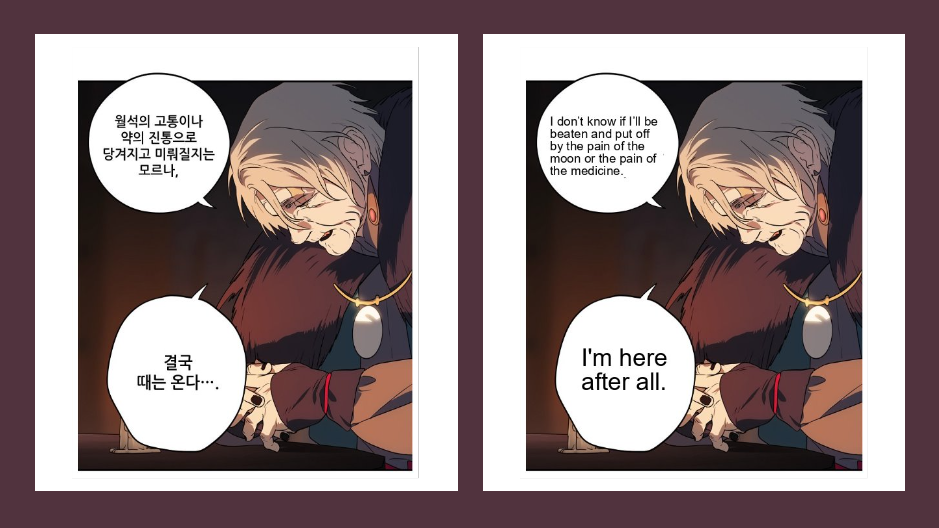 월석의 고통이나
약의 진통으로
당겨지고 미뤄질지는
모르나,
결국
때는 온다….
I don't know if I'll be
beaten and put off
by the pain of the
moon or the pain of
the medicine.
I'm here
after all.